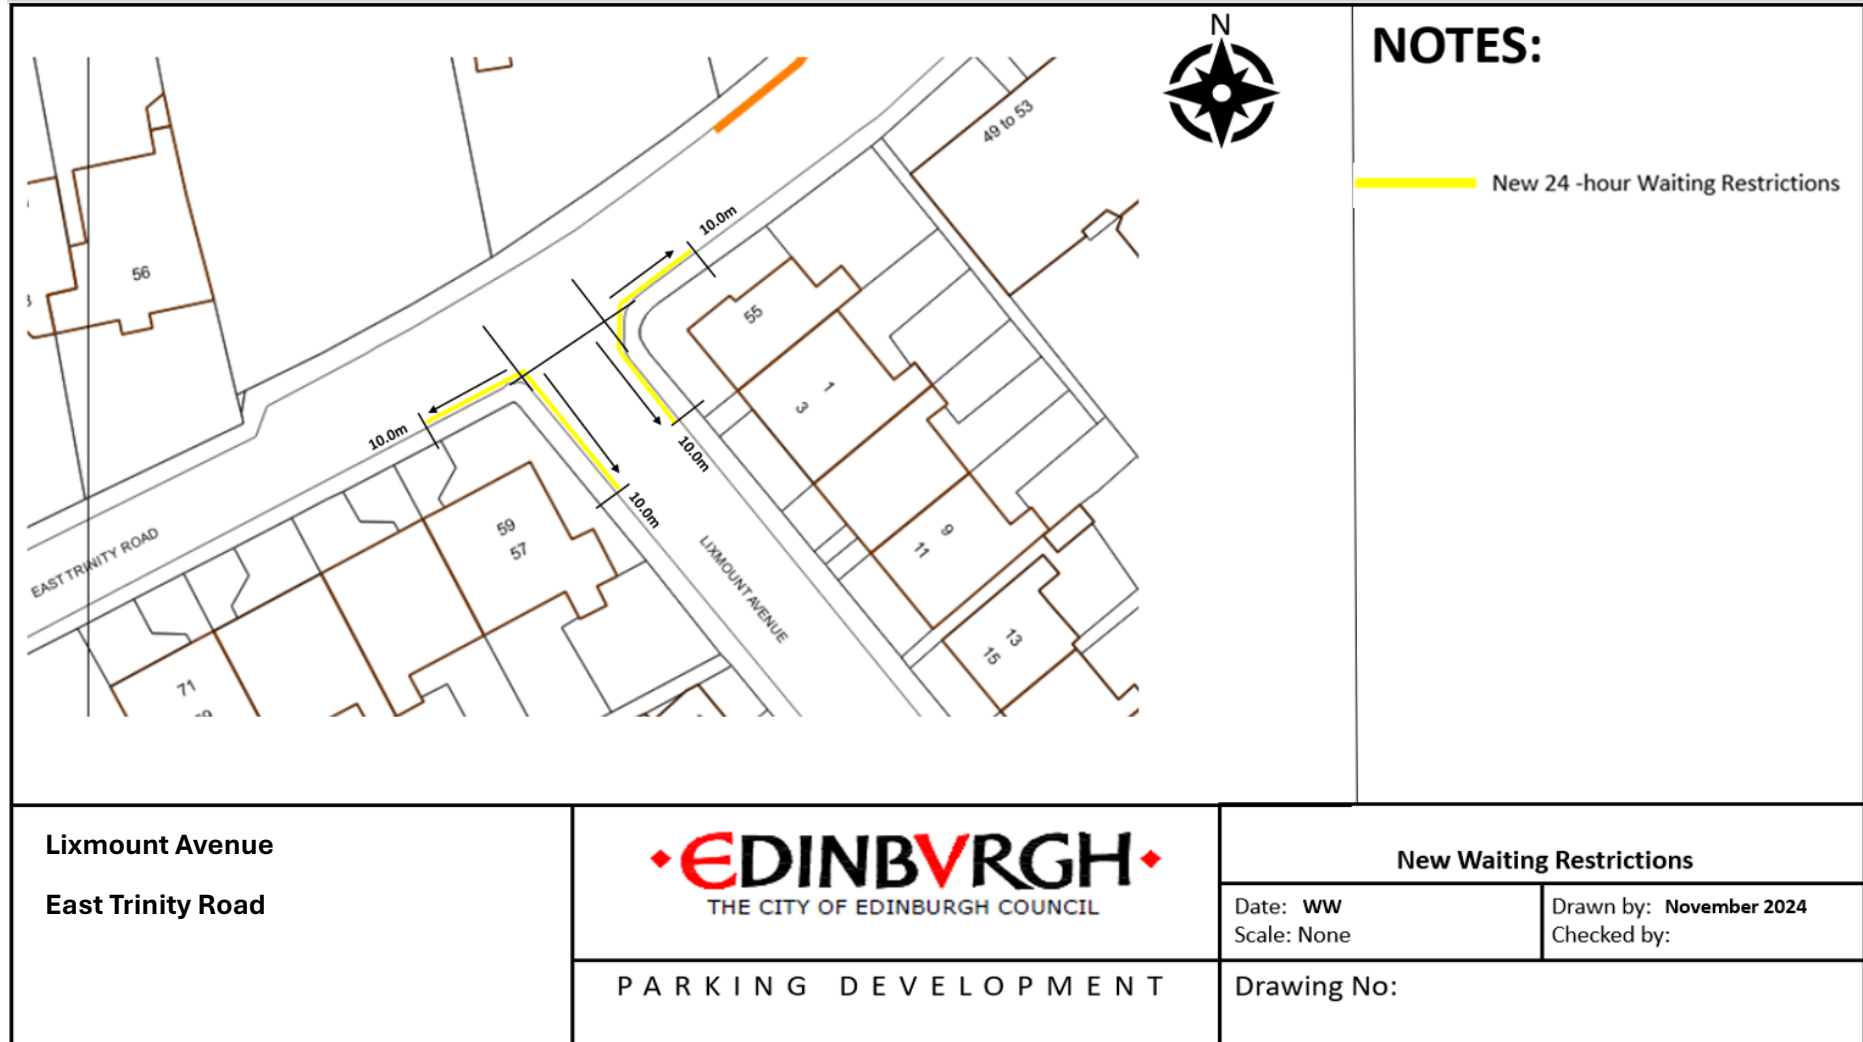 N
NOTES:
49 to 53
New 24 -hour Waiting Restrictions
10.0m
56
55
1
3
10.0m
10.0m
10.0m
59
57
9
11
EAST TRINITY ROAD
LIXMOUNT AVENUE
13
15
71
Lixmount Avenue
East Trinity Road
EDINBVRGH
THE CITY OF EDINBURGH COUNCIL
PARKING DEVELOPMENT
New Waiting Restrictions
Date: WW
Scale: None
Drawn by: November 2024
Checked by:
Drawing No: